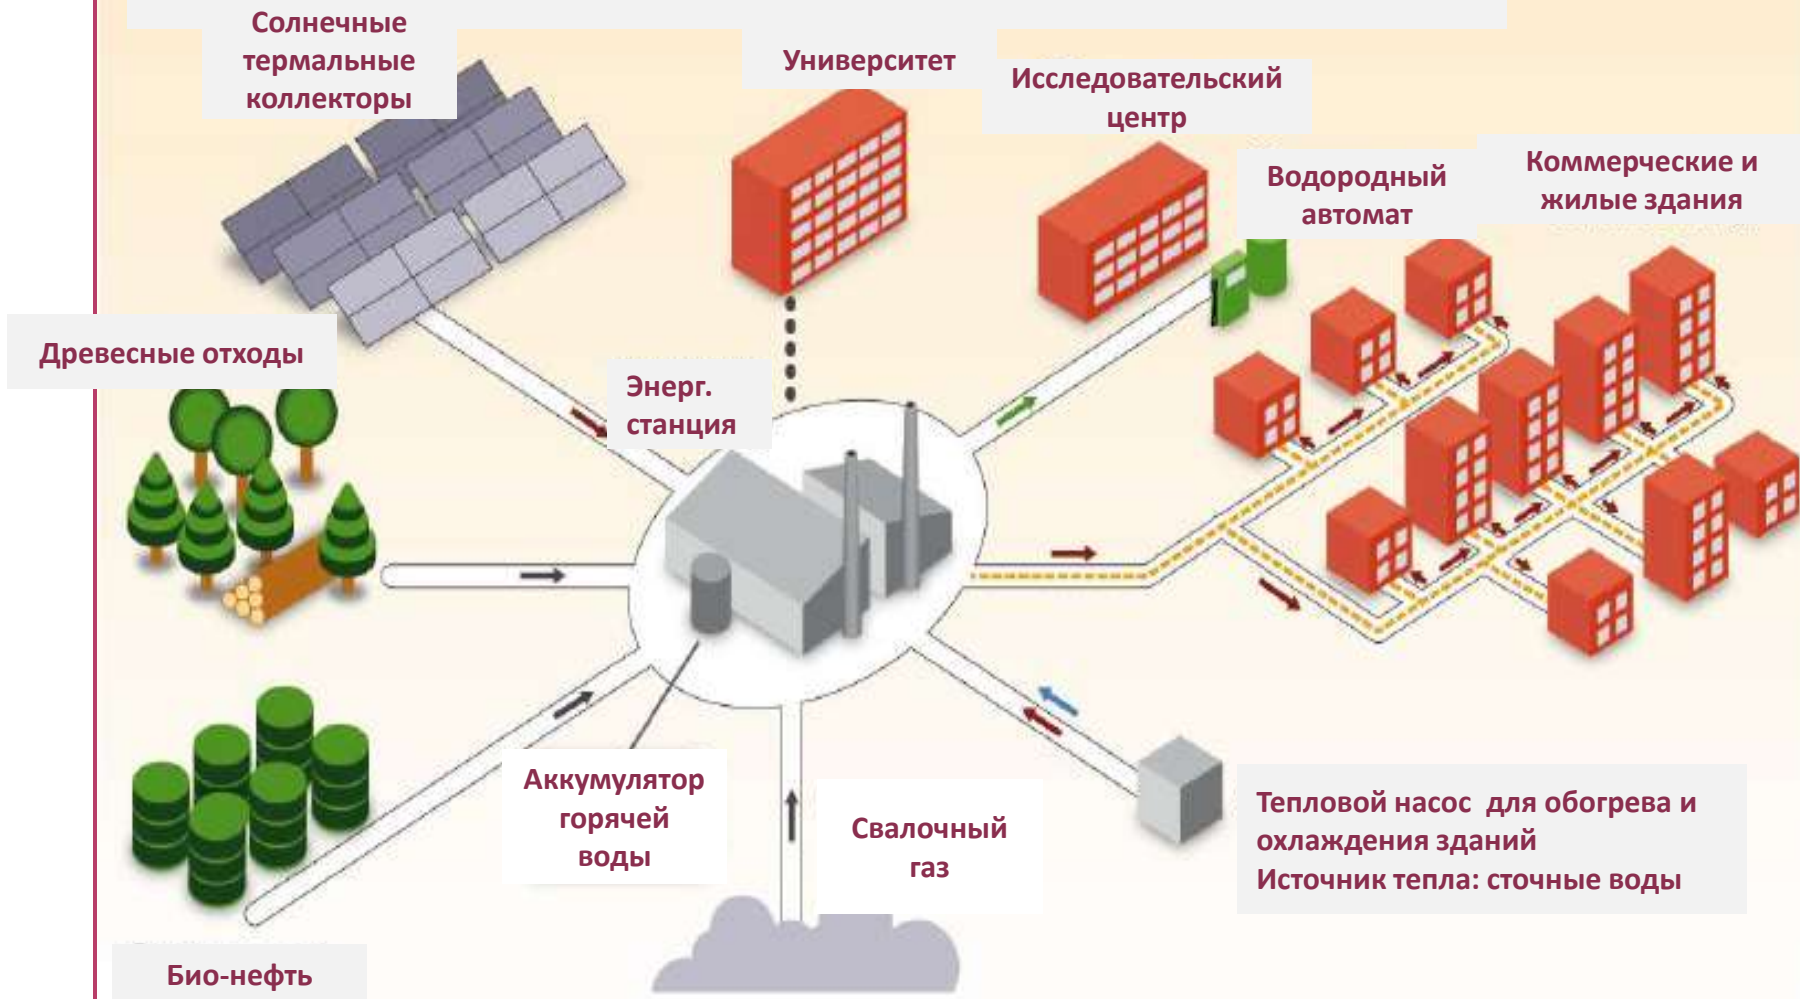 Солнечные
термальные
коллекторы
Университет
Исследовательский
центр
Водородный
автомат
Коммерческие и
жилые здания
Древесные отходы
Энерг.
станция
Аккумулятор
горячей
воды
Свалочный
газ
Тепловой насос для обогрева и
охлаждения зданий
Источник тепла: сточные воды
Био-нефть